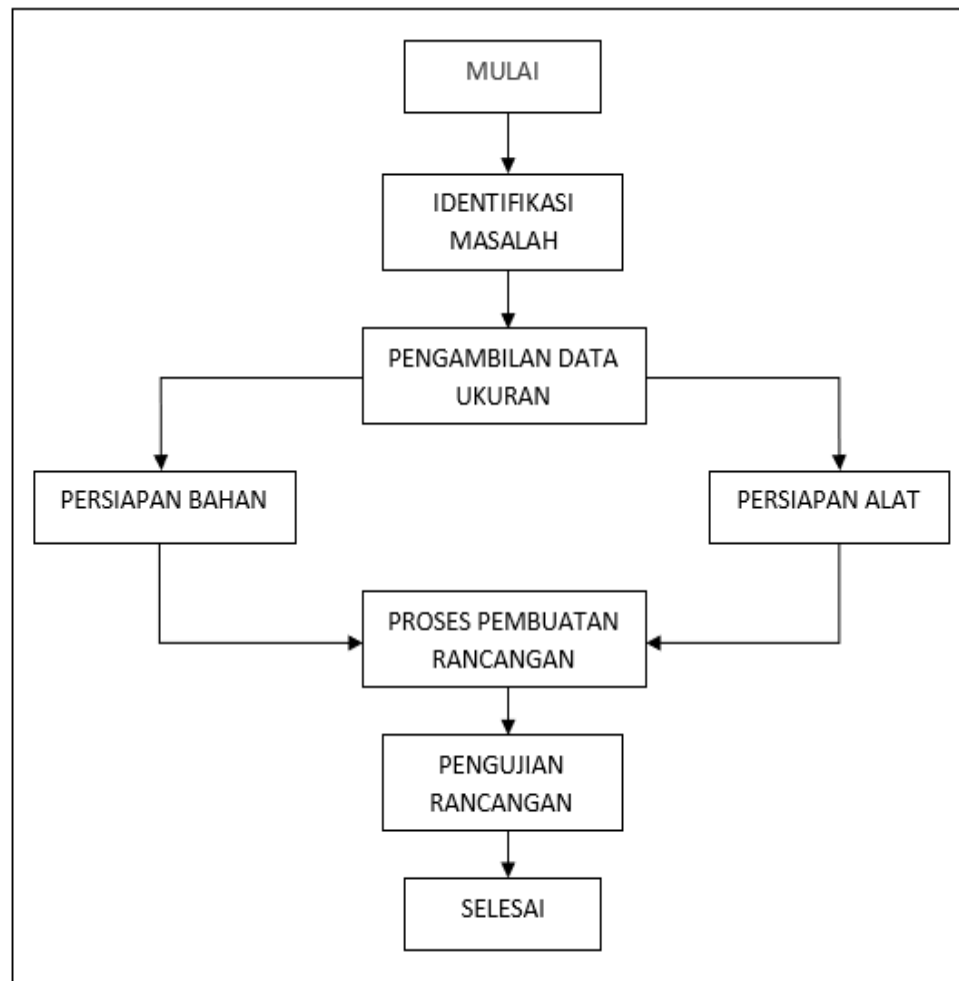 MULAI
IDENTIFIKASI
MASALAH
PENGAMBILAN DATA
UKURAN
PERSIAPAN BAHAN
PERSIAPAN ALAT
PROSES PEMBUATAN
RANCANGAN
PENGUJIAN
RANCANGAN
SELESAI